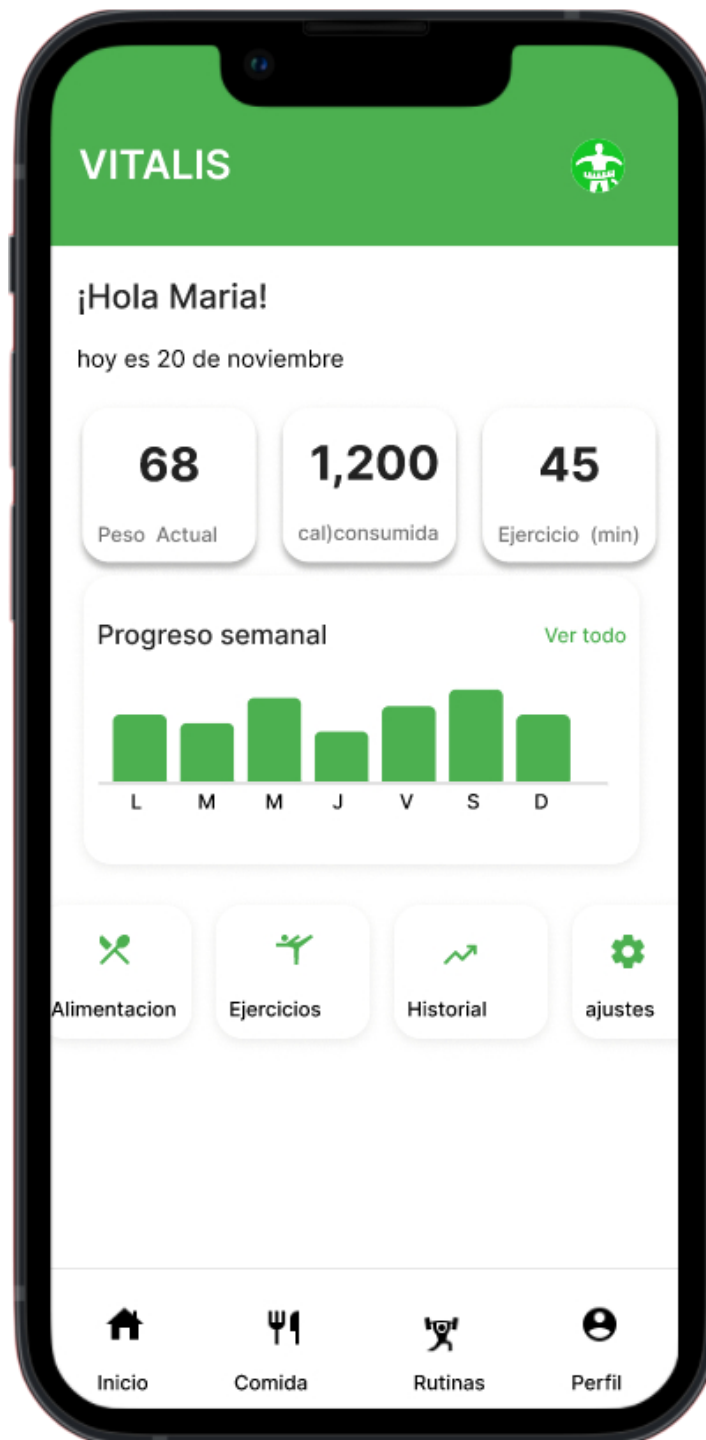 VITALIS
¡Hola Maria!
hoy es 20 de noviembre
68 1,200 45
Peso Actual cal)consumida Ejercicio (min)
Progreso semanal Ver todo
L M M J V S D
Alimentacion Ejercicios Historial ajustes
Inicio Comida Rutinas Perfil